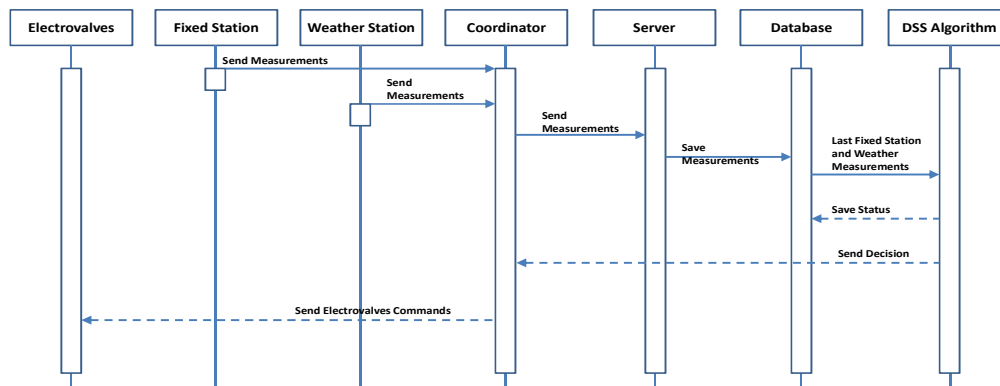 Electrovalves
Fixed Station
Weather Station
Coordinator
Server
Database
DSS Algorithm
Send Measurements
Send
Measurements
Send
Measurements
Save
Measurements
Last Fixed Station
and Weather
Measurements
Save Status
Send Decision
Send Electrovalves Commands